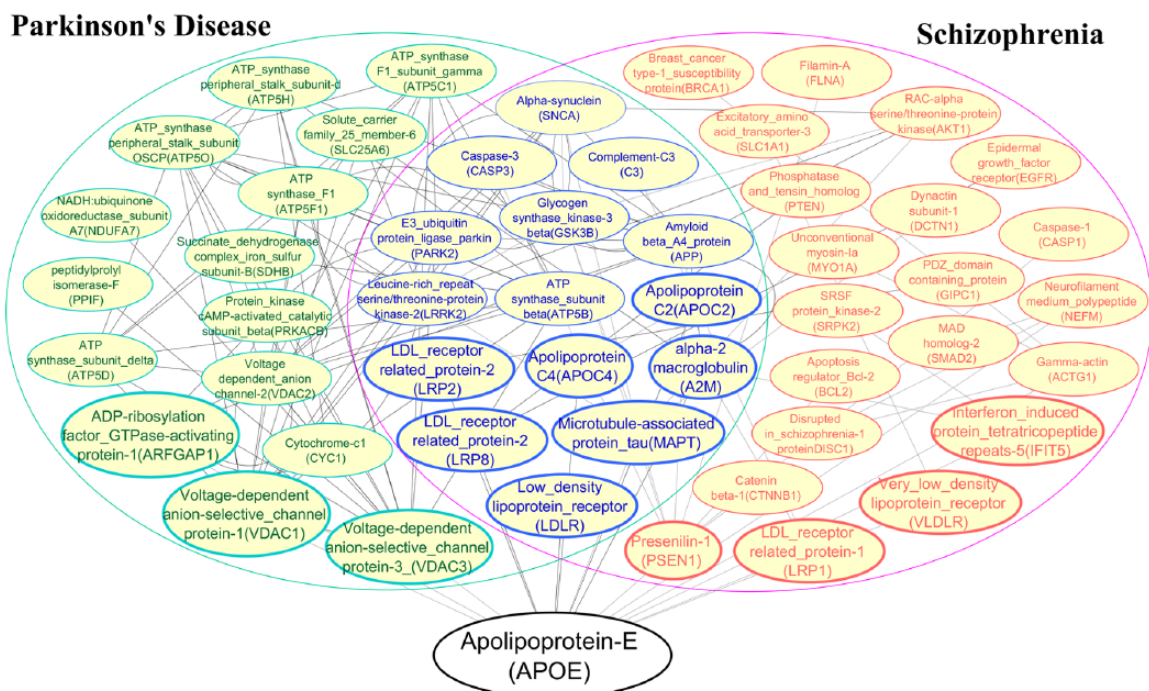 Parkinson's Disease
Schizophrenia
ATP_synthase
peripheral_stalk_subunit-d
(ATP5H)
ATP_synthase
F1_subunit_gamma
(ATP5C1)
ATP_synthase
peripheral_stalk_subunit
OSCP(ATP5O)
Solute_carrier
family_25_member-6
(SLC25A6)
ATP
synthase_F1
(ATP5F1)
NADH:ubiquinone
oxidoreductase_subunit
A7(NDUFA7)
Succinate_dehydrogenase
complex_iron_sulfur
subunit-B(SDHB)
peptidylprolyl
isomerase-F
(PPIF)
Protein_kinase
cAMP-activated_catalytic
subunit_beta(PRKACB)
ATP
synthase_subunit_delta
(ATP5D)
Voltage
dependent_anion
channel-2(VDAC2)
ADP-ribosylation
factor_GTPase-activating
protein-1(ARFGAP1)
Cytochrome-c1
(CYC1)
Voltage-dependent
anion-selective_channel
protein-1(VDAC1)
Voltage-dependent
anion-selective_channel
protein-3_(VDAC3)
Alpha-synuclein
(SNCA)
Caspase-3
(CASP3)
Complement-C3
(C3)
Glycogen
synthase_kinase-3
beta(GSK3B)
E3_ubiquitin
protein_ligase_parkin
(PARK2)
Amyloid
beta_A4_protein
(APP)
Leucine-rich_repeat
serine/threonine-protein
kinase-2(LRRK2)
ATP
synthase_subunit
beta(ATP5B)
Apolipoprotein
C2(APOC2)
LDL_receptor
related_protein-2
(LRP2)
Apolipoprotein
C4(APOC4)
alpha-2
macroglobulin
(A2M)
LDL_receptor
related_protein-2
(LRP8)
Microtubule-associated
protein_tau(MAPT)
Low_density
lipoprotein_receptor
(LDLR)
Breast_cancer
type-1_susceptibility
protein(BRCA1)
Filamin-A
(FLNA)
Excitatory_amino
acid_transporter-3
(SLC1A1)
RAC-alpha
serine/threonine-protein
kinase(AKT1)
Epidermal
growth_factor
receptor(EGFR)
Phosphatase
and_tensin_homolog
(PTEN)
Dynactin
subunit-1
(DCTN1)
Caspase-1
(CASP1)
Unconventional
myosin-Ia
(MYO1A)
PDZ_domain
containing_protein
(GIPC1)
Neurofilament
medium_polypeptide
(NEFM)
SRSF
protein_kinase-2
(SRPK2)
MAD
homolog-2
(SMAD2)
Gamma-actin
(ACTG1)
Apoptosis
regulator_Bcl-2
(BCL2)
Disrupted
in_schizophrenia-1
proteinDISC1)
Interferon_induced
protein_tetratricopeptide
repeats-5(IFIT5)
Catenin
beta-1(CTNNB1)
Very_low_density
lipoprotein_receptor
(VLDLR)
Presenilin-1
(PSEN1)
LDL_receptor
related_protein-1
(LRP1)
Apolipoprotein-E
(APOE)